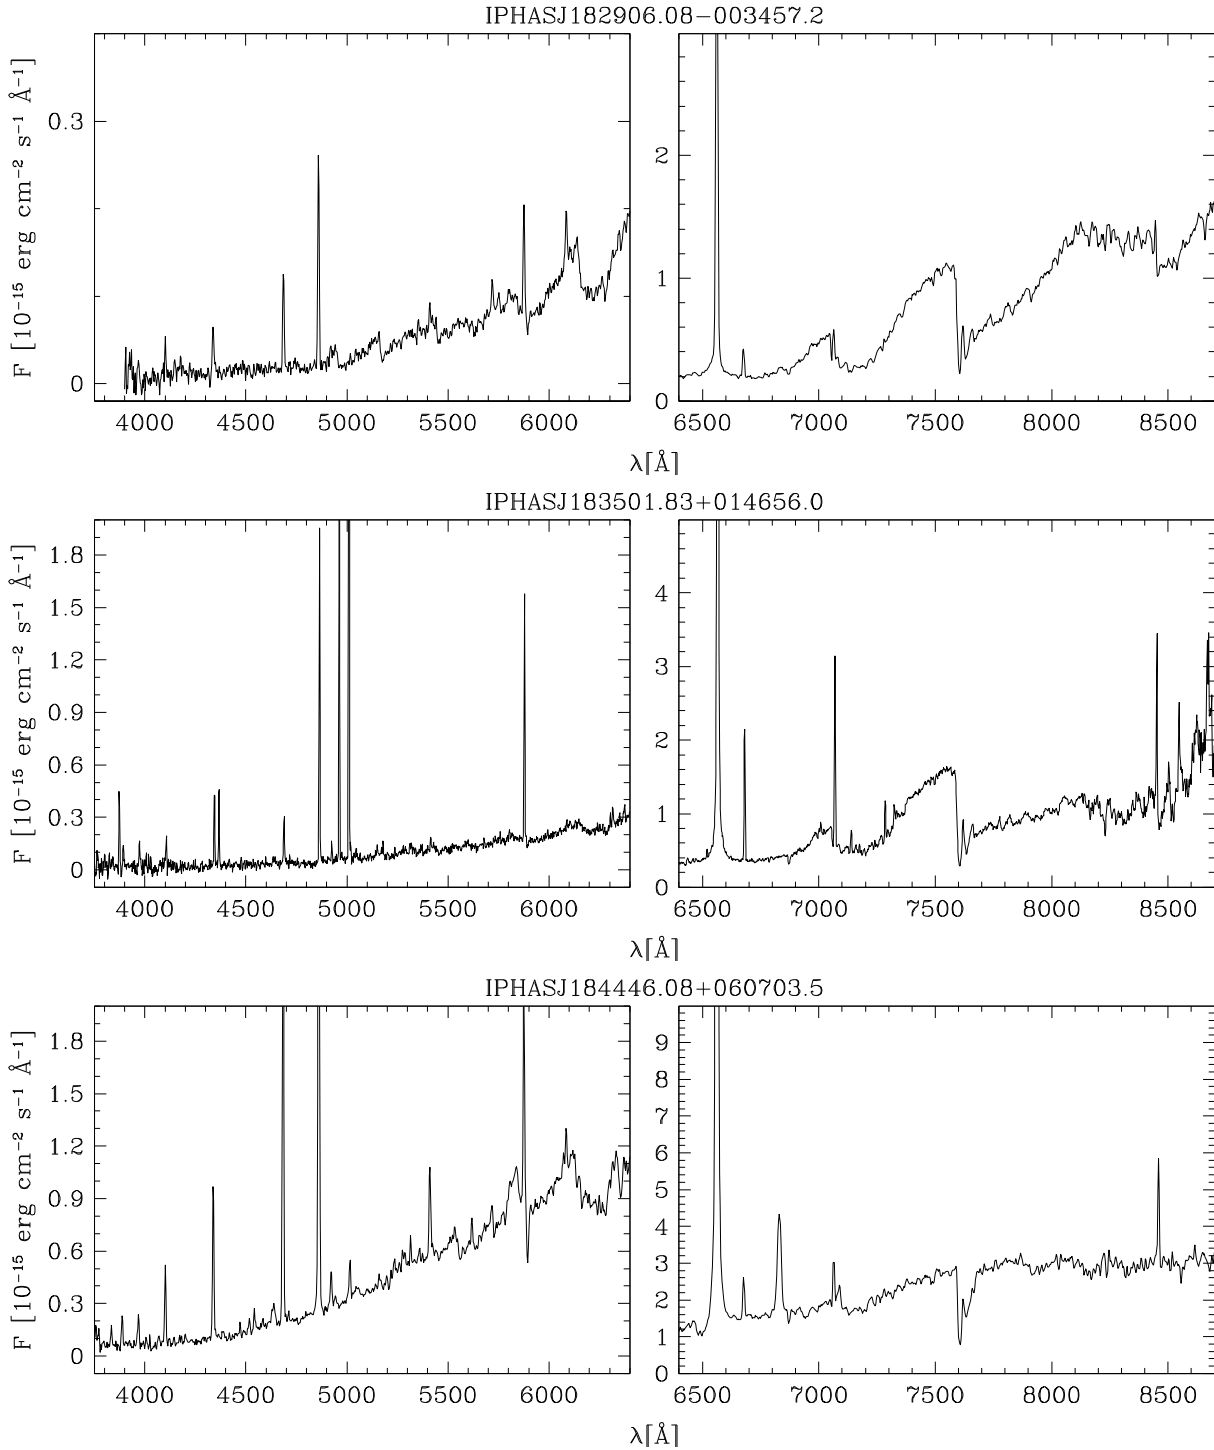 IPHASJ182906.08−003457.2
F [10⁻¹⁵ erg cm⁻² s⁻¹ Å⁻¹]
0.3
0
2
1
0
4000 4500 5000 5500 6000
6500 7000 7500 8000 8500
λ[Å]
IPHASJ183501.83+014656.0
F [10⁻¹⁵ erg cm⁻² s⁻¹ Å⁻¹]
1.8
1.5
1.2
0.9
0.6
0.3
0
4
3
2
1
0
4000 4500 5000 5500 6000
6500 7000 7500 8000 8500
λ[Å]
IPHASJ184446.08+060703.5
F [10⁻¹⁵ erg cm⁻² s⁻¹ Å⁻¹]
1.8
1.5
1.2
0.9
0.6
0.3
0
9
8
7
6
5
4
3
2
1
0
4000 4500 5000 5500 6000
6500 7000 7500 8000 8500
λ[Å]